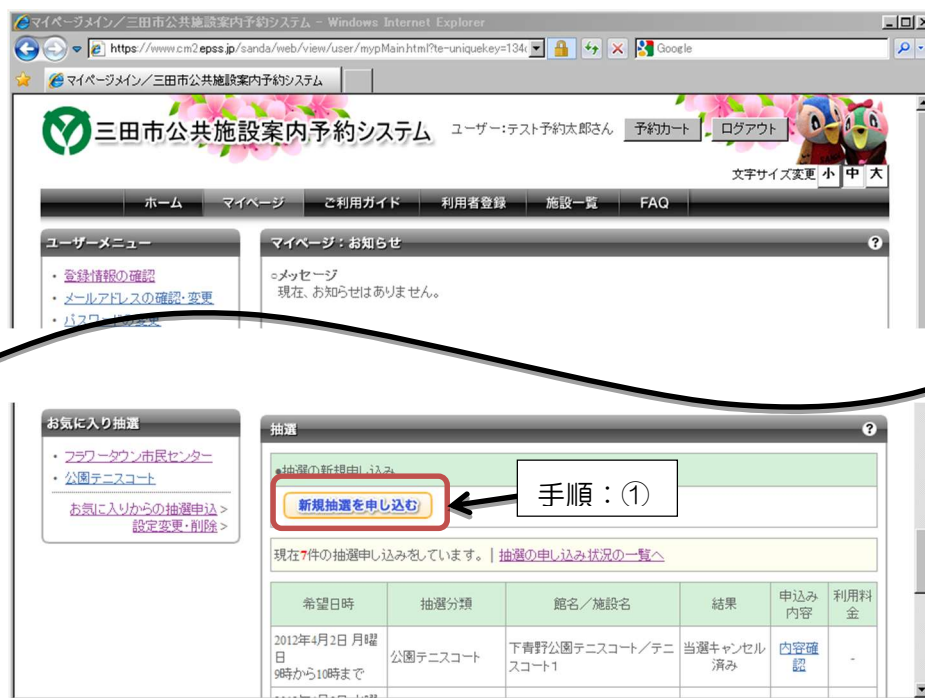 マイページメイン／三田市公共施設案内予約システム - Windows Internet Explorer
https://www.cm2.epss.jp/sanda/web/view/user/mypMain.html?te-uniquekey=134
Google
マイページメイン／三田市公共施設案内予約システム
三田市公共施設案内予約システム ユーザー:テスト予約太郎さん 予約カート ログアウト
文字サイズ変更 小 中 大
ホーム マイページ ご利用ガイド 利用者登録 施設一覧 FAQ
ユーザーメニュー
・登録情報の確認
・メールアドレスの確認・変更
・パスワードの変更
マイページ：お知らせ ?
○メッセージ
現在、お知らせはありません。
お気に入り抽選
・フラワータウン市民センター
・公園テニスコート
お気に入りからの抽選申込>
設定変更・削除>
抽選 ?
●抽選の新規申し込み
新規抽選を申し込む
手順：①
現在7件の抽選申し込みをしています。 | 抽選の申し込み状況の一覧へ
希望日時 抽選分類 館名／施設名 結果 申込み内容 利用料金
2012年4月2日 月曜
日
9時から10時まで
公園テニスコート
下青野公園テニスコート／テニ
スコート1
当選キャンセル
済み
内容確
認
-